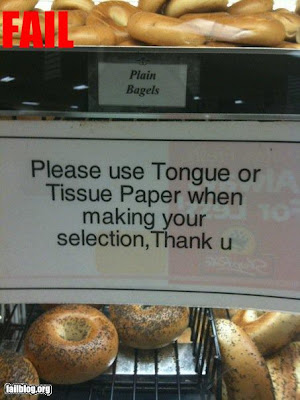 FAIL
Plain
Bagels
Please use Tongue or
Tissue Paper when
making your
selection,Thank u
failblog.org